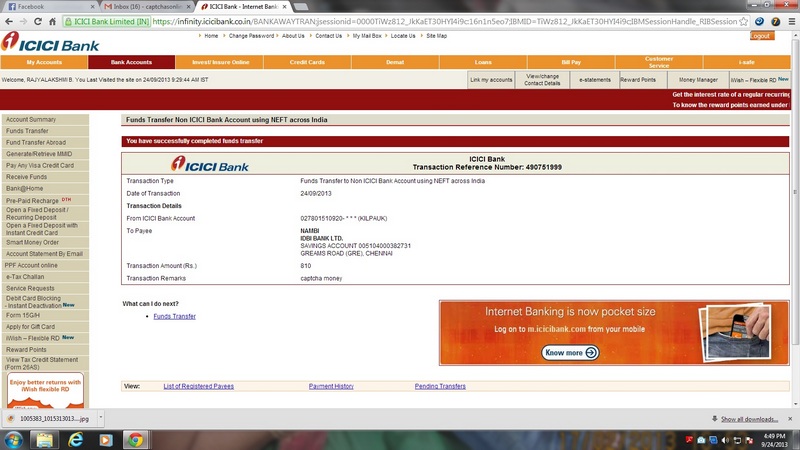 Facebook
Inbox (16) - captchaonline
ICICI Bank - Internet Bank
ICICI Bank Limited [IN]
https://infinity.icicibank.co.in/BANKAWAYTRAN;jsessionid=
ICICI Bank
Home
Change Password
About Us
Contact Us
My Mail Box
Locate Us
Site Map
Logout
My Accounts
Bank Accounts
Invest/ Insure Online
Credit Cards
Demat
Loans
Bill Pay
Customer
Service
i-safe
Welcome, RAJYALAKSHMI B. You Last Visited the site on 24/09/2013 9:29:44 AM IST
Link my accounts
View/change
Contact Details
e-statements
Reward Points
Money Manager
iWish – Flexible RD New
Get the interest rate of a regular recurring
To know the reward points earned under
Account Summary
Funds Transfer
Fund Transfer Abroad
Generate/Retrieve MMID
Pay Any Visa Credit Card
Receive Funds
Bank@Home
Pre-Paid Recharge DTH
Open a Fixed Deposit /
Recurring Deposit
Open a Fixed Deposit with
Instant Credit Card
Smart Money Order
Account Statement By Email
PPF Account online
e-Tax Challan
Service Requests
Debit Card Blocking
- Instant Deactivation New
Form 15G/H
Apply for Gift Card
iWish – Flexible RD New
Reward Points
View Tax Credit Statement
(Form 26AS)
Enjoy better returns with
iWish flexible RD
Funds Transfer Non ICICI Bank Account using NEFT across India
You have successfully completed funds transfer
ICICI Bank
ICICI Bank
Transaction Reference Number: 490751999
Transaction Type
Funds Transfer to Non ICICI Bank Account using NEFT across India
Date of Transaction
24/09/2013
Transaction Details
From ICICI Bank Account
027801510920- * * * (KILPAUK)
To Payee
NAMBI
IDBI BANK LTD.
SAVINGS ACCOUNT 005104000382731
GREAMS ROAD (GRE), CHENNAI
Transaction Amount (Rs.)
810
Transaction Remarks
captcha money
What can I do next?
Funds Transfer
Internet Banking is now pocket size
Log on to m.icicibank.com from your mobile
Know more
View:
List of Registered Payees
Payment History
Pending Transfers
1005383_1015313013....jpg
Show all downloads...
4:49 PM
9/24/2013